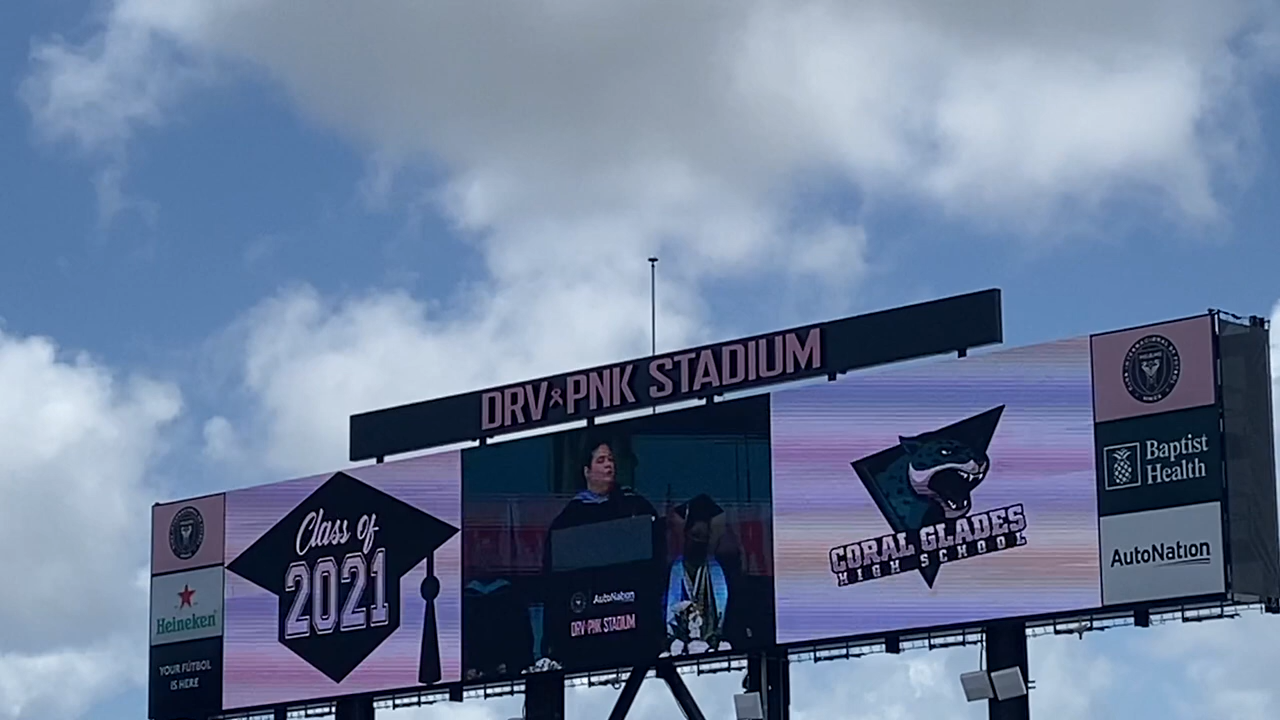 DRV PNK STADIUM
Class of
2021
CORAL GLADES
HIGH SCHOOL
Heineken
YOUR FÚTBOL
IS HERE
AutoNation
DRV PNK STADIUM
MIAMI
Baptist
Health
AutoNation